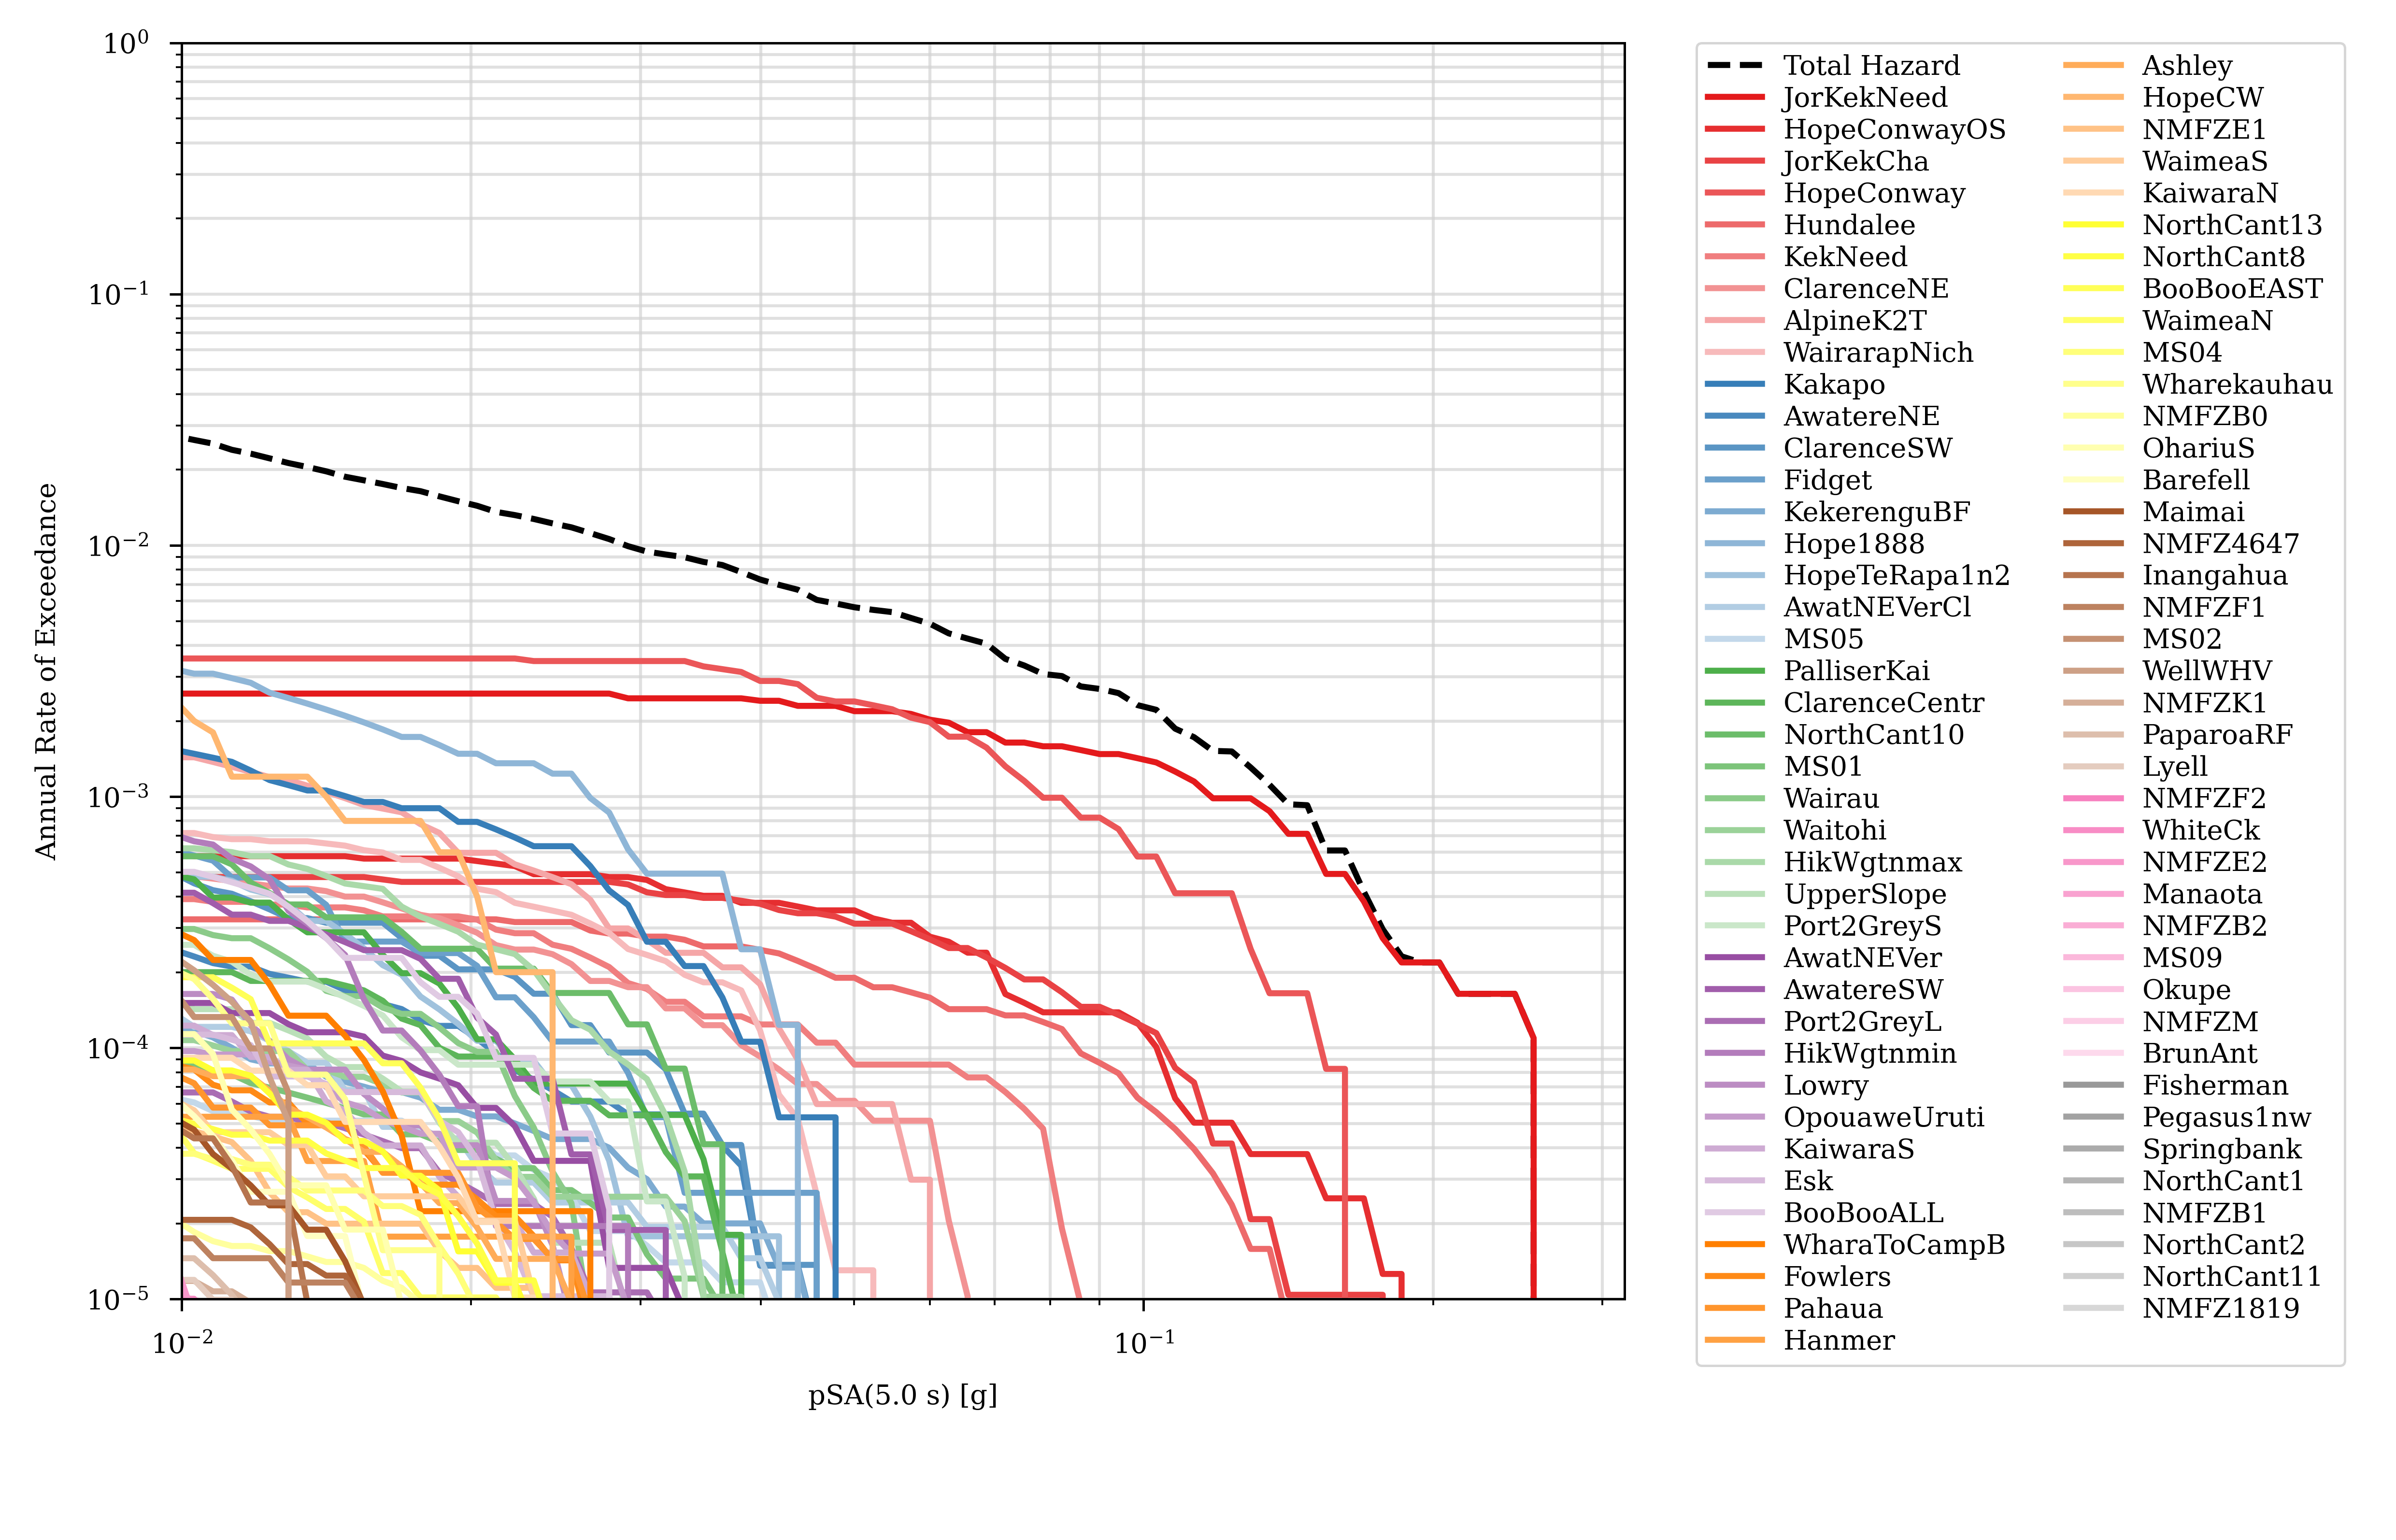 10⁰
10⁻¹
10⁻²
10⁻³
10⁻⁴
10⁻⁵
Annual Rate of Exceedance
10⁻²
10⁻¹
pSA(5.0 s) [g]
Total Hazard
JorKekNeed
HopeConwayOS
JorKekCha
HopeConway
Hundalee
KekNeed
ClarenceNE
AlpineK2T
WairarapNich
Kakapo
AwatereNE
ClarenceSW
Fidget
KekerenguBF
Hope1888
HopeTeRapa1n2
AwatNEVerCl
MS05
PalliserKai
ClarenceCentr
NorthCant10
MS01
Wairau
Waitohi
HikWgtnmax
UpperSlope
Port2GreyS
AwatNEVer
AwatereSW
Port2GreyL
HikWgtnmin
Lowry
OpouaweUruti
KaiwaraS
Esk
BooBooALL
WharaToCampB
Fowlers
Pahaua
Hanmer
Ashley
HopeCW
NMFZE1
WaimeaS
KaiwaraN
NorthCant13
NorthCant8
BooBooEAST
WaimeaN
MS04
Wharekauhau
NMFZB0
OhariuS
Barefell
Maimai
NMFZ4647
Inangahua
NMFZF1
MS02
WellWHV
NMFZK1
PaparoaRF
Lyell
NMFZF2
WhiteCk
NMFZE2
Manaota
NMFZB2
MS09
Okupe
NMFZM
BrunAnt
Fisherman
Pegasus1nw
Springbank
NorthCant1
NMFZB1
NorthCant2
NorthCant11
NMFZ1819